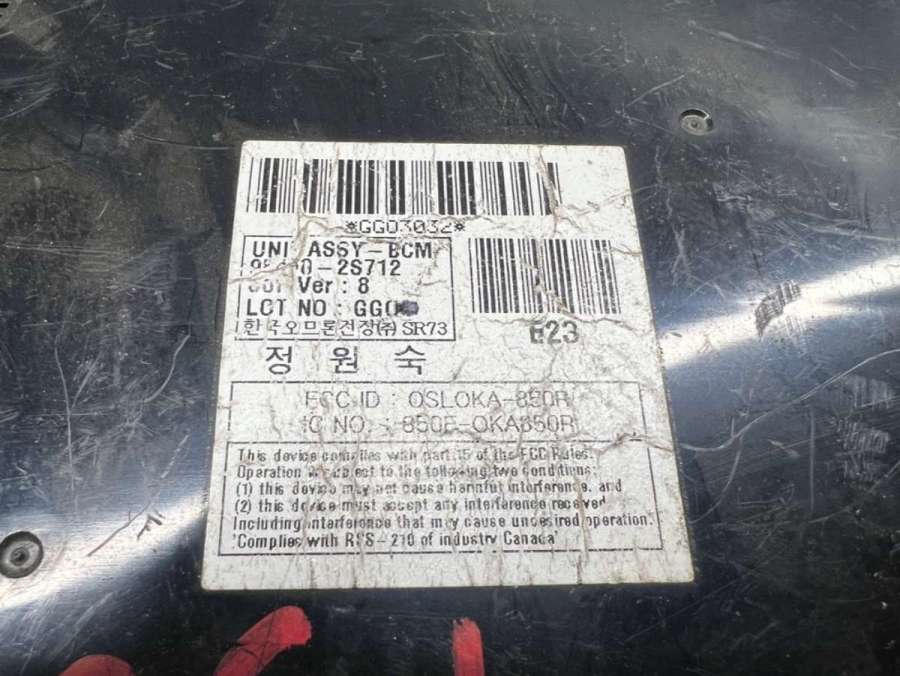 *GG03032*
ASSY-BCM
-2S712
Ver : 8
LOT NO :
한국오므론전장(주) SR73
E23
정원숙
FCC ID : OSLOKA-850R
IC NO. : 850F-OKA850R
This device complies with part 15 of the FCC Rules.
Operation is subject to the following two conditions:
(1) this device may not cause harmful interference, and
(2) this device must accept any interference received
Including interference that may cause undesired operation.
"Complies with RSS-210 of industry Canada"